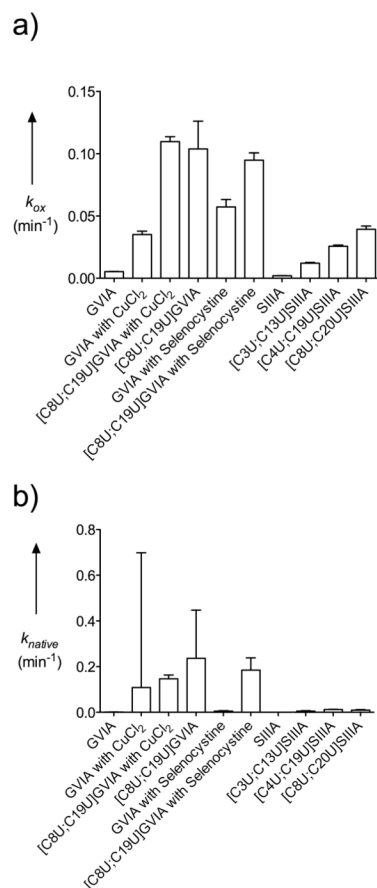 a)
0.15
0.10
0.05
0.00
k_ox
(min⁻¹)
GVIA
GVIA with CuCl₂
[C8U;C19U]GVIA with CuCl₂
[C8U;C19U]GVIA
GVIA with Selenocystine
[C8U;C19U]GVIA with Selenocystine
SIIIA
[C3U;C13U]SIIIA
[C4U;C19U]SIIIA
[C8U;C20U]SIIIA
b)
0.8
0.6
0.4
0.2
0.0
k_native
(min⁻¹)
GVIA
GVIA with CuCl₂
[C8U;C19U]GVIA with CuCl₂
[C8U;C19U]GVIA
GVIA with Selenocystine
[C8U;C19U]GVIA with Selenocystine
SIIIA
[C3U;C13U]SIIIA
[C4U;C19U]SIIIA
[C8U;C20U]SIIIA